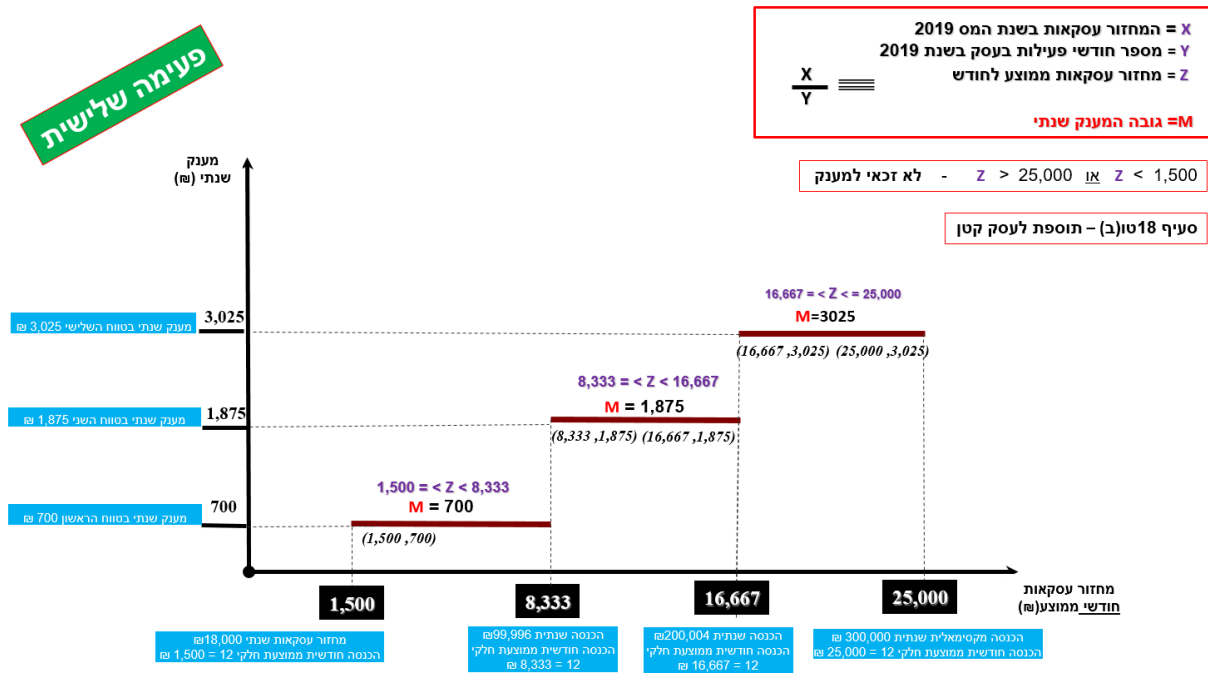 פעימה שלישית
X = המחזור עסקאות בשנת המס 2019
Y = מספר חודשי פעילות בעסק בשנת 2019
Z = מחזור עסקאות ממוצע לחודש
X
Y
M= גובה המענק שנתי
Z < 1,500 או Z > 25,000 - לא זכאי למענק
סעיף 18טו(ב) – תוספת לעסק קטן
מענק
שנתי (₪)
16,667 = < Z < = 25,000
M=3025
(16,667 ,3,025) (25,000 ,3,025)
3,025
מענק שנתי בטווח השלישי 3,025 ₪
8,333 = < Z < 16,667
M = 1,875
(8,333 ,1,875) (16,667 ,1,875)
1,875
מענק שנתי בטווח השני 1,875 ₪
1,500 = < Z < 8,333
M = 700
(1,500 ,700)
700
מענק שנתי בטווח הראשון 700 ₪
1,500
8,333
16,667
25,000
מחזור עסקאות
חודשי ממוצע(₪)
מחזור עסקאות שנתי 18,000₪
הכנסה חודשית ממוצעת חלקי 12 = 1,500 ₪
הכנסה שנתית 99,996₪
הכנסה חודשית ממוצעת חלקי
12 = 8,333 ₪
הכנסה שנתית 200,004₪
הכנסה חודשית ממוצעת חלקי
12 = 16,667 ₪
הכנסה מקסימאלית שנתית 300,000 ₪
הכנסה חודשית ממוצעת חלקי 12 = 25,000 ₪